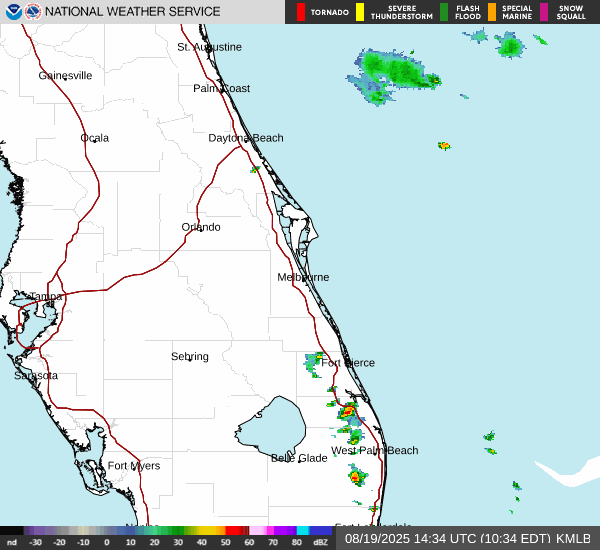 NATIONAL WEATHER SERVICE
TORNADO
SEVERE
THUNDERSTORM
FLASH
FLOOD
SPECIAL
MARINE
SNOW
SQUALL
St. Augustine
Gainesville
Palm Coast
Ocala
Daytona Beach
Orlando
Melbourne
Tampa
Sebring
Fort Pierce
Sarasota
West Palm Beach
Belle Glade
Fort Myers
nd -30 -20 -10 0 10 20 30 40 50 60 70 80 dBZ
08/19/2025 14:34 UTC (10:34 EDT) KMLB